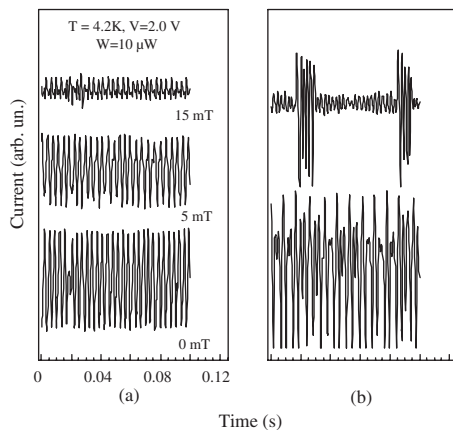 T = 4.2K, V=2.0 V
W=10 μW
15 mT
5 mT
0 mT
Current (arb. un.)
0 0.04 0.08 0.12
(a) (b)
Time (s)